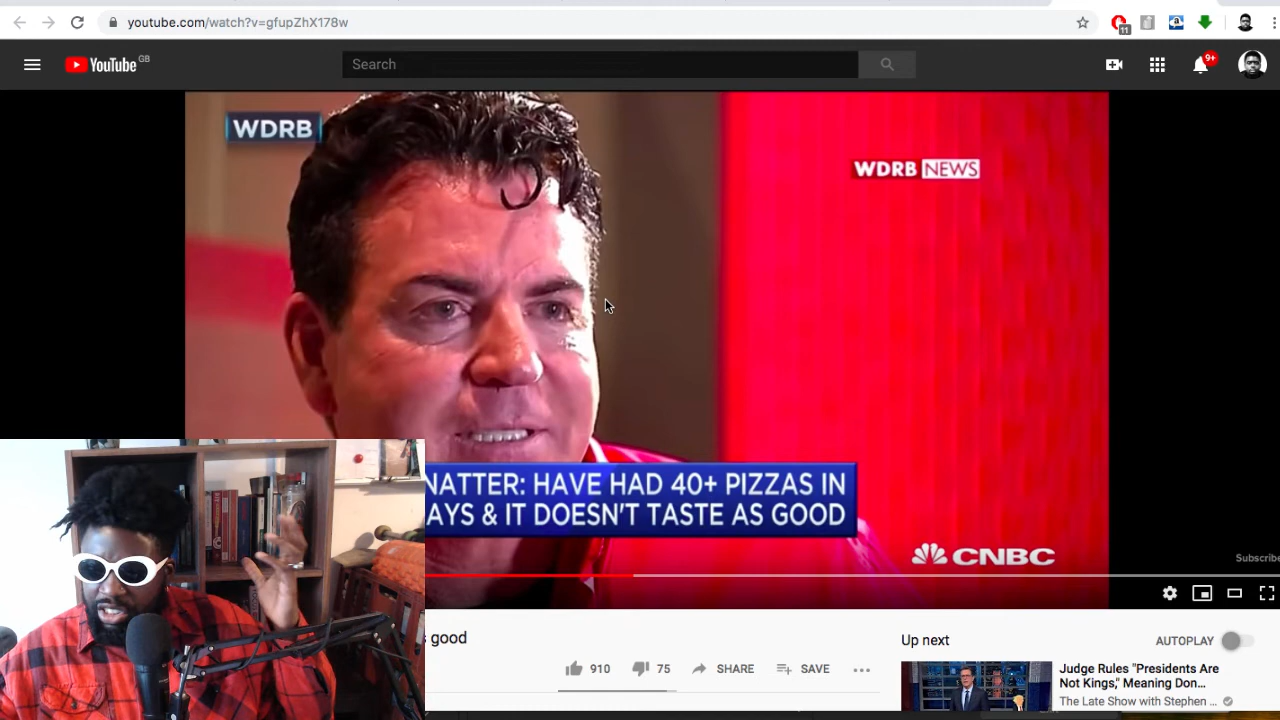 youtube.com/watch?v=gfupZhX178w
11
YouTube GB
Search
9+
WDRB
WDRB NEWS
NATTER: HAVE HAD 40+ PIZZAS IN
AYS & IT DOESN'T TASTE AS GOOD
CNBC
Subscribe
good
Up next
AUTOPLAY
910
75
SHARE
SAVE
Judge Rules "Presidents Are
Not Kings," Meaning Don...
The Late Show with Stephen ...